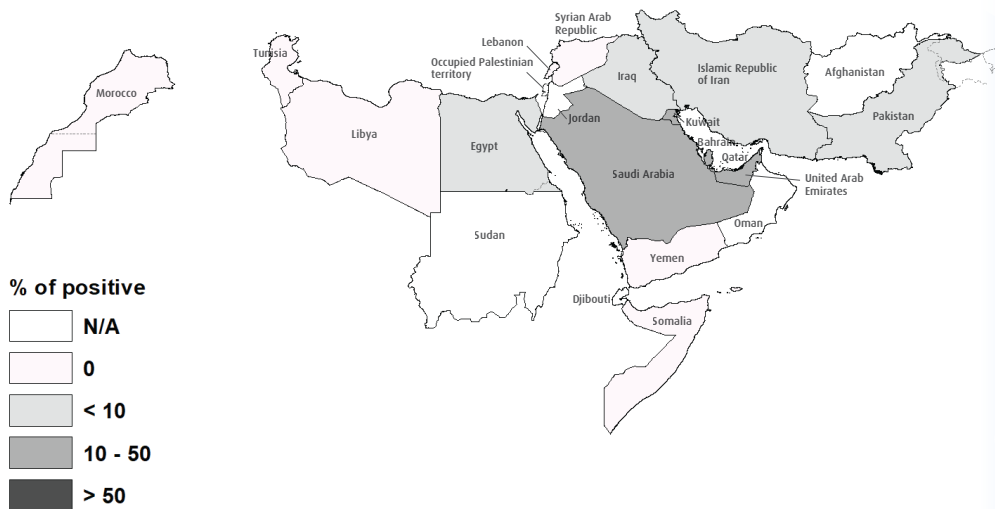 Syrian Arab
Republic
Lebanon
Tunisia
Occupied Palestinian
territory
Islamic Republic
of Iran
Afghanistan
Iraq
Morocco
Pakistan
Jordan
Kuwait
Libya
Egypt
Bahrain
Qatar
Saudi Arabia
United Arab
Emirates
Oman
Sudan
Yemen
Djibouti
Somalia
% of positive
N/A
0
< 10
10 - 50
> 50